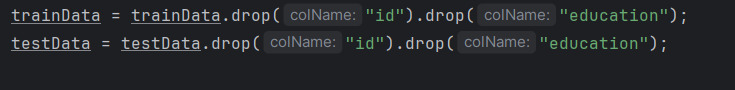 trainData = trainData.drop( colName: "id").drop( colName: "education");
testData = testData.drop( colName: "id").drop( colName: "education");